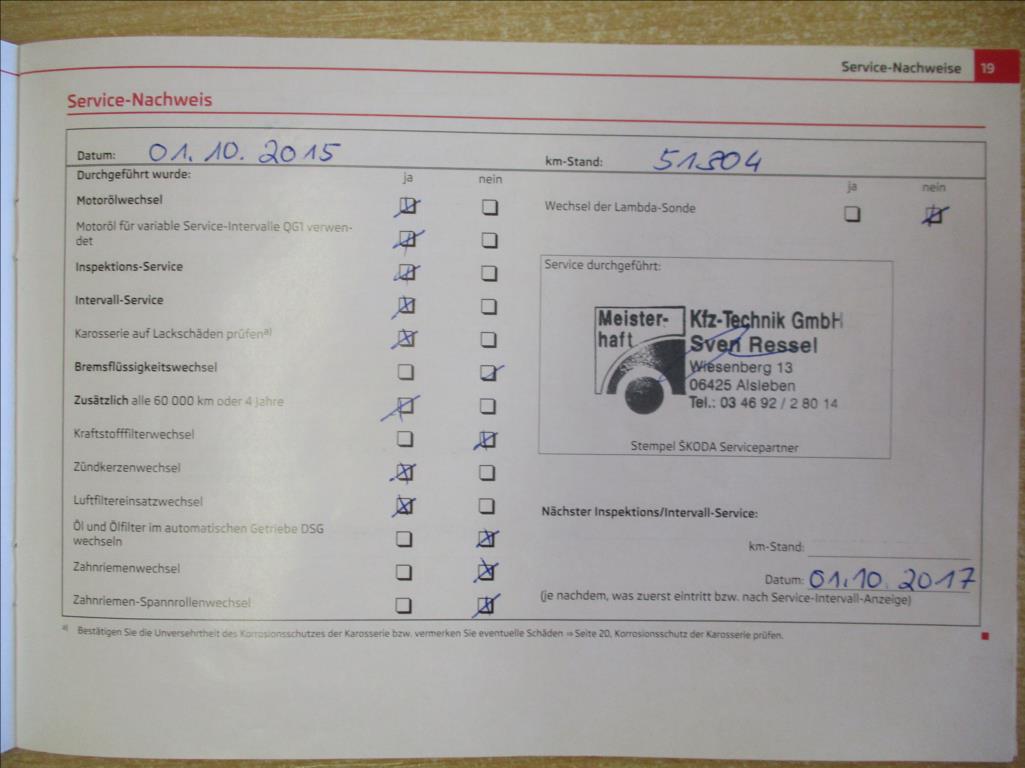 Service-Nachweise 19
Service-Nachweis
Datum: 01.10.2015
km-Stand: 51.304
Durchgeführt wurde: ja nein
Motorölwechsel
Motoröl für variable Service-Intervalle QG1 verwen-
det
Inspektions-Service
Intervall-Service
Karosserie auf Lackschäden prüfen a)
Bremsflüssigkeitswechsel
Zusätzlich alle 60 000 km oder 4 Jahre
Kraftstofffilterwechsel
Zündkerzenwechsel
Luftfiltereinsatzwechsel
Öl und Ölfilter im automatischen Getriebe DSG
wechseln
Zahnriemenwechsel
Zahnriemen-Spannrollenwechsel
ja nein
Wechsel der Lambda-Sonde
Service durchgeführt:
Meister-
haft
Kfz-Technik GmbH
Sven Ressel
Wiesenberg 13
06425 Alsleben
Tel.: 03 46 92 / 2 80 14
Stempel ŠKODA Servicepartner
Nächster Inspektions/Intervall-Service:
km-Stand:
Datum: 01.10.2017
(je nachdem, was zuerst eintritt bzw. nach Service-Intervall-Anzeige)
a) Bestätigen Sie die Unversehrtheit des Korrosionsschutzes der Karosserie bzw. vermerken Sie eventuelle Schäden ⇒ Seite 20, Korrosionsschutz der Karosserie prüfen.